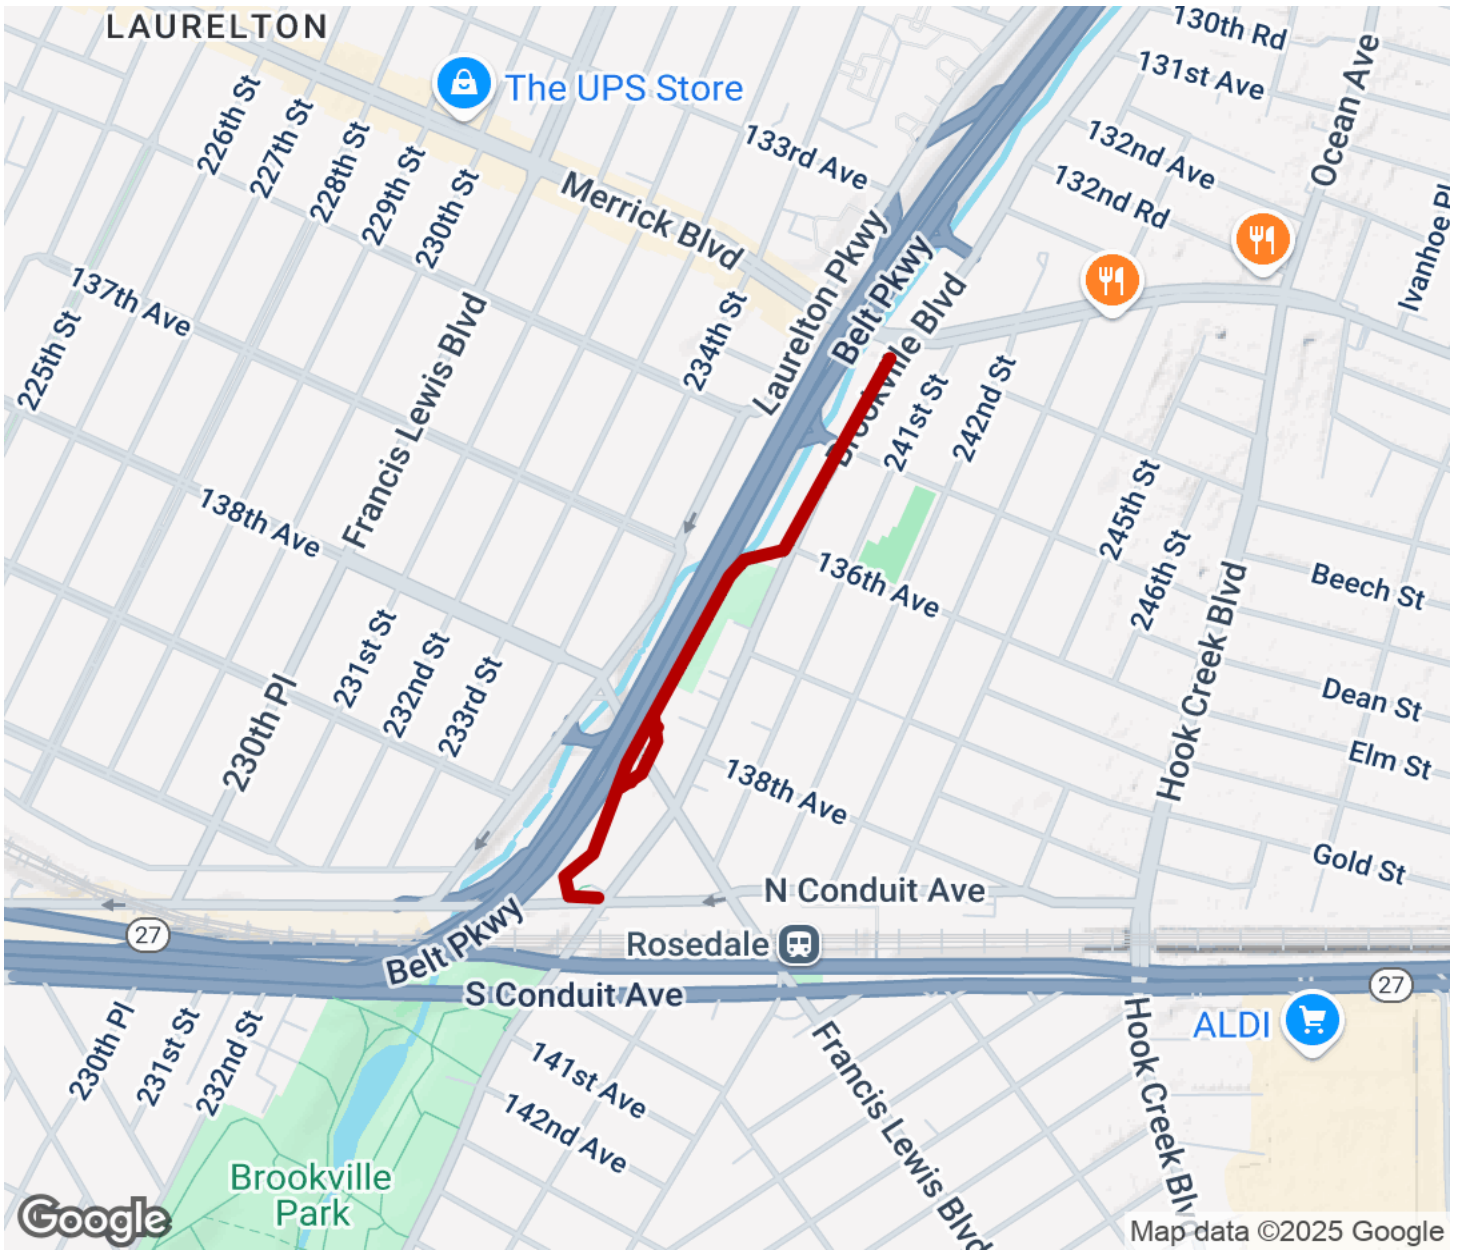 LAURELTON
130th Rd
131st Ave
Ocean Ave
The UPS Store
226th St
227th St
228th St
229th St
230th St
133rd Ave
132nd Ave
132nd Rd
Merrick Blvd
Laurelton Pkwy
Belt Pkwy
Brookville Blvd
Ivanhoe Pl
137th Ave
225th St
Francis Lewis Blvd
234th St
241st St
242nd St
138th Ave
245th St
246th St
136th Ave
Beech St
Hook Creek Blvd
231st St
232nd St
233rd St
230th Pl
Dean St
Elm St
138th Ave
Gold St
N Conduit Ave
27
Rosedale
Belt Pkwy
S Conduit Ave
27
ALDI
230th Pl
231st St
232nd St
141st Ave
142nd Ave
Francis Lewis Blvd
Hook Creek Blv
Brookville
Park
Google
Map data ©2025 Google